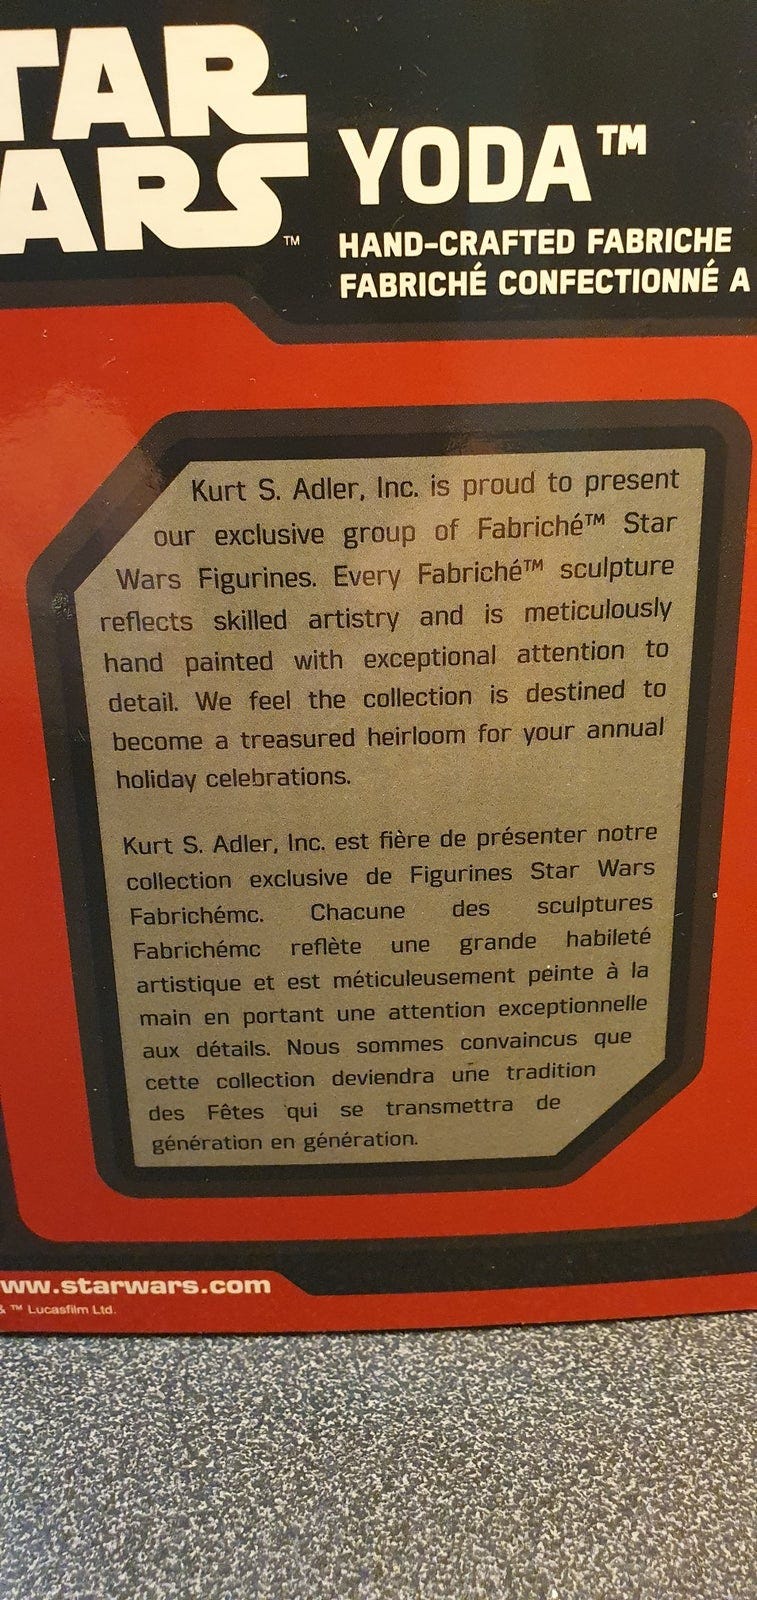 TAR
ARS™
YODA™
HAND-CRAFTED FABRICHE
FABRICHÉ CONFECTIONNÉ A
Kurt S. Adler, Inc. is proud to present
our exclusive group of Fabriché™ Star
Wars Figurines. Every Fabriché™ sculpture
reflects skilled artistry and is meticulously
hand painted with exceptional attention to
detail. We feel the collection is destined to
become a treasured heirloom for your annual
holiday celebrations.
Kurt S. Adler, Inc. est fière de présenter notre
collection exclusive de Figurines Star Wars
Fabrichémc. Chacune des sculptures
Fabrichémc reflète une grande habileté
artistique et est méticuleusement peinte à la
main en portant une attention exceptionnelle
aux détails. Nous sommes convaincus que
cette collection deviendra une tradition
des Fêtes qui se transmettra de
génération en génération.
ww.starwars.com
& ™ Lucasfilm Ltd.